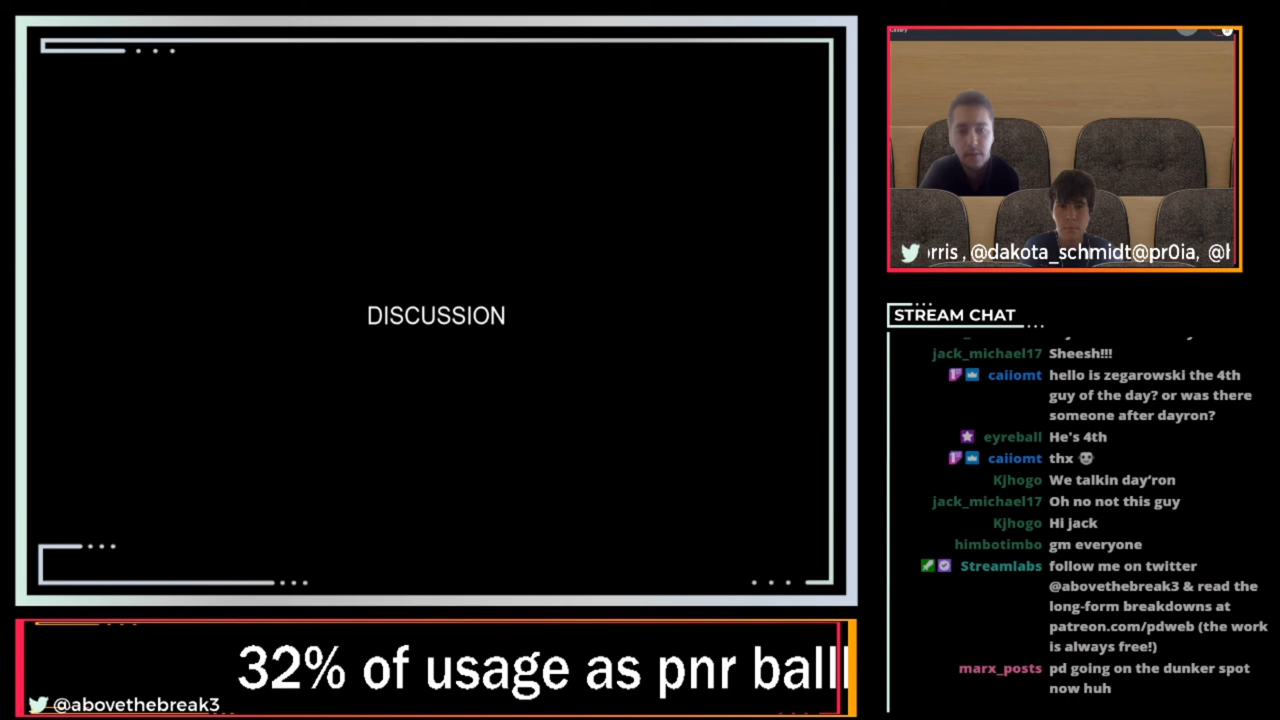 DISCUSSION
32% of usage as pnr ball
@abovethebreak3
@dakota_schmidt@pr0ia,
STREAM CHAT
jack_michael17 Sheesh!!!
caiiomt hello is zegarowski the 4th
guy of the day? or was there
someone after dayron?
eyreball He's 4th
caiiomt thx
Kjhogo We talkin day'ron
jack_michael17 Oh no not this guy
Kjhogo Hi jack
himbotimbo gm everyone
Streamlabs follow me on twitter
@abovethebreak3 & read the
long-form breakdowns at
patreon.com/pdweb (the work
is always free!)
marx_posts pd going on the dunker spot
now huh